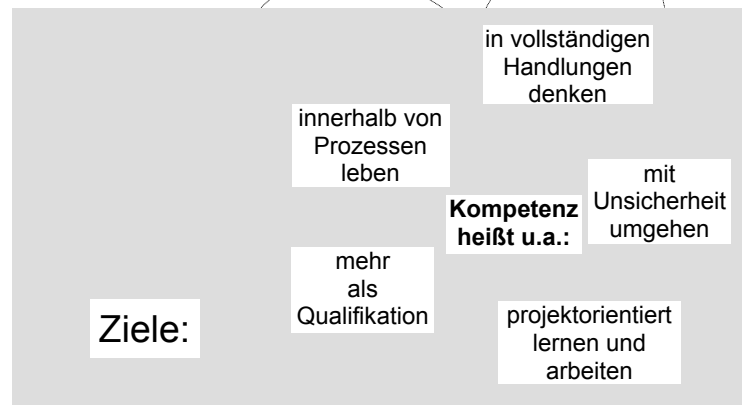 in vollständigen
Handlungen
denken
innerhalb von
Prozessen
leben
mit
Unsicherheit
umgehen
Kompetenz
heißt u.a.:
mehr
als
Qualifikation
Ziele:
projektorientiert
lernen und
arbeiten